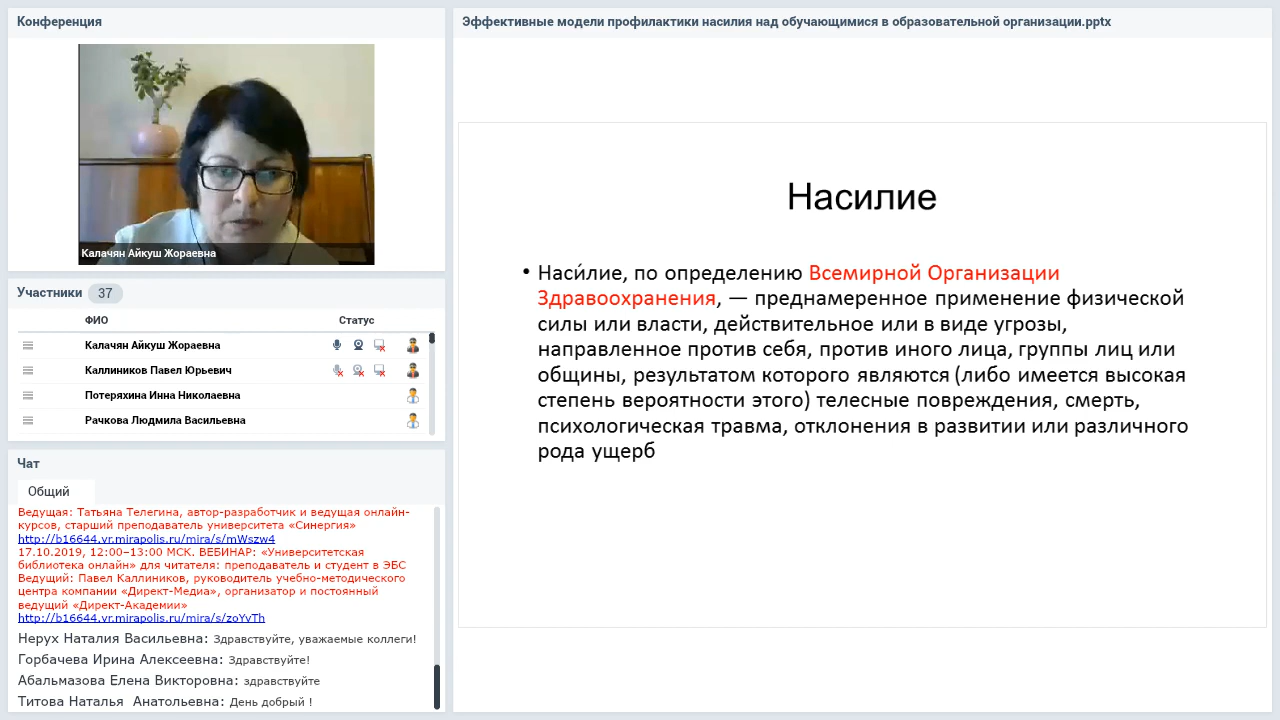 Конференция
Калачян Айкуш Жораевна
Участники 37
ФИО Статус
Калачян Айкуш Жораевна
Каллиников Павел Юрьевич
Потеряхина Инна Николаевна
Рачкова Людмила Васильевна
Чат
Общий
Ведущая: Татьяна Телегина, автор-разработчик и ведущая онлайн-
курсов, старший преподаватель университета «Синергия»
http://b16644.vr.mirapolis.ru/mira/s/mWszw4
17.10.2019, 12:00–13:00 МСК. ВЕБИНАР: «Университетская
библиотека онлайн» для читателя: преподаватель и студент в ЭБС
Ведущий: Павел Каллиников, руководитель учебно-методического
центра компании «Директ-Медиа», организатор и постоянный
ведущий «Директ-Академии»
http://b16644.vr.mirapolis.ru/mira/s/zoYvTh
Нерух Наталия Васильевна: Здравствуйте, уважаемые коллеги!
Горбачева Ирина Алексеевна: Здравствуйте!
Абальмазова Елена Викторовна: здравствуйте
Титова Наталья  Анатольевна: День добрый !
Эффективные модели профилактики насилия над обучающимися в образовательной организации.pptx
Насилие
• Наси́лие, по определению Всемирной Организации
Здравоохранения, — преднамеренное применение физической
силы или власти, действительное или в виде угрозы,
направленное против себя, против иного лица, группы лиц или
общины, результатом которого являются (либо имеется высокая
степень вероятности этого) телесные повреждения, смерть,
психологическая травма, отклонения в развитии или различного
рода ущерб